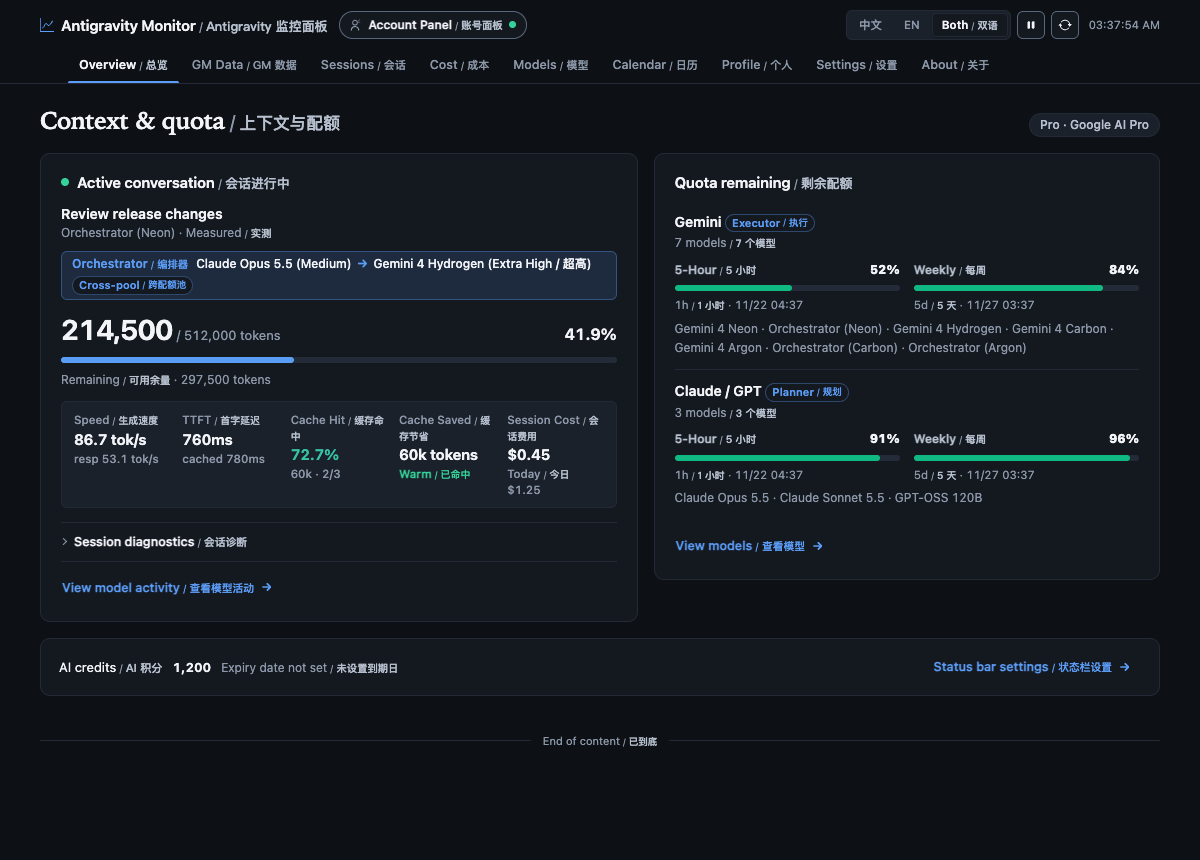 Antigravity Monitor / Antigravity 监控面板
Account Panel / 账号面板
中文 EN Both / 双语
03:37:54 AM
Overview / 总览 GM Data / GM 数据 Sessions / 会话 Cost / 成本 Models / 模型 Calendar / 日历 Profile / 个人 Settings / 设置 About / 关于
Context & quota / 上下文与配额
Pro · Google AI Pro
Active conversation / 会话进行中
Review release changes
Orchestrator (Neon) · Measured / 实测
Orchestrator / 编排器 Claude Opus 5.5 (Medium) → Gemini 4 Hydrogen (Extra High / 超高)
Cross-pool / 跨配额池
214,500 / 512,000 tokens
41.9%
Remaining / 可用余量 · 297,500 tokens
Speed / 生成速度
86.7 tok/s
resp 53.1 tok/s
TTFT / 首字延迟
760ms
cached 780ms
Cache Hit / 缓存命
中
72.7%
60k · 2/3
Cache Saved / 缓
存节省
60k tokens
Warm / 已命中
Session Cost / 会
话费用
$0.45
Today / 今日
$1.25
Session diagnostics / 会话诊断
View model activity / 查看模型活动 →
Quota remaining / 剩余配额
Gemini Executor / 执行
7 models / 7 个模型
5-Hour / 5 小时 52%
1h / 1 小时 · 11/22 04:37
Weekly / 每周 84%
5d / 5 天 · 11/27 03:37
Gemini 4 Neon · Orchestrator (Neon) · Gemini 4 Hydrogen · Gemini 4 Carbon ·
Gemini 4 Argon · Orchestrator (Carbon) · Orchestrator (Argon)
Claude / GPT Planner / 规划
3 models / 3 个模型
5-Hour / 5 小时 91%
1h / 1 小时 · 11/22 04:37
Weekly / 每周 96%
5d / 5 天 · 11/27 03:37
Claude Opus 5.5 · Claude Sonnet 5.5 · GPT-OSS 120B
View models / 查看模型 →
AI credits / AI 积分 1,200 Expiry date not set / 未设置到期日
Status bar settings / 状态栏设置 →
End of content / 已到底